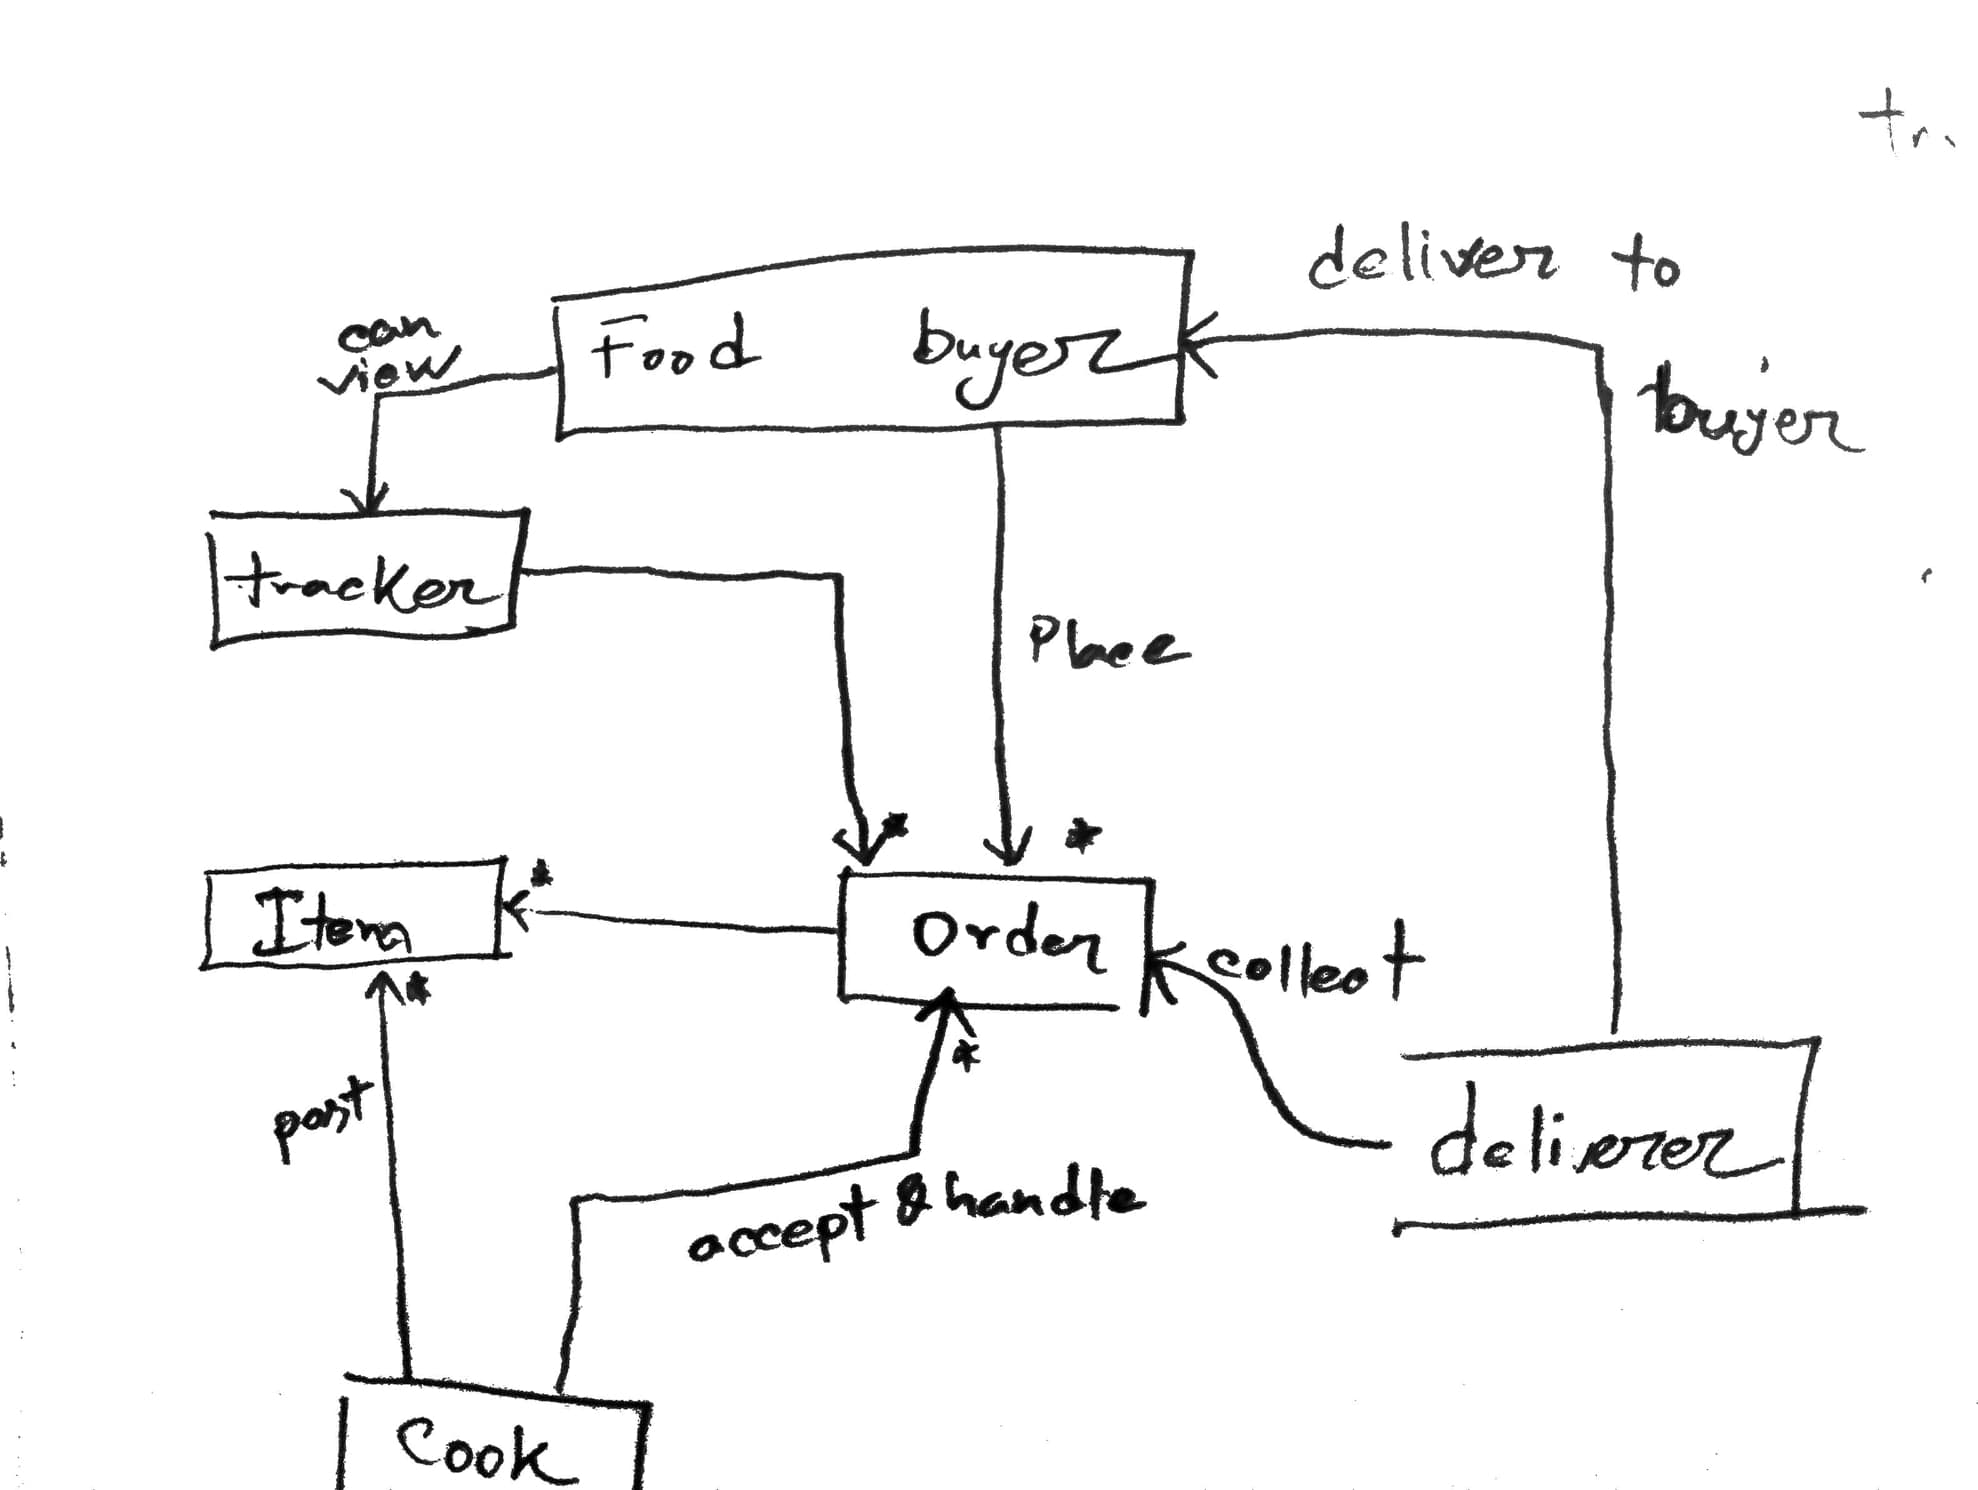 tr
deliver to
can
view
Food buyer
buyer
tracker
Place
*
*
*
Item
Order
collect
*
*
post
deliverer
accept & handle
Cook